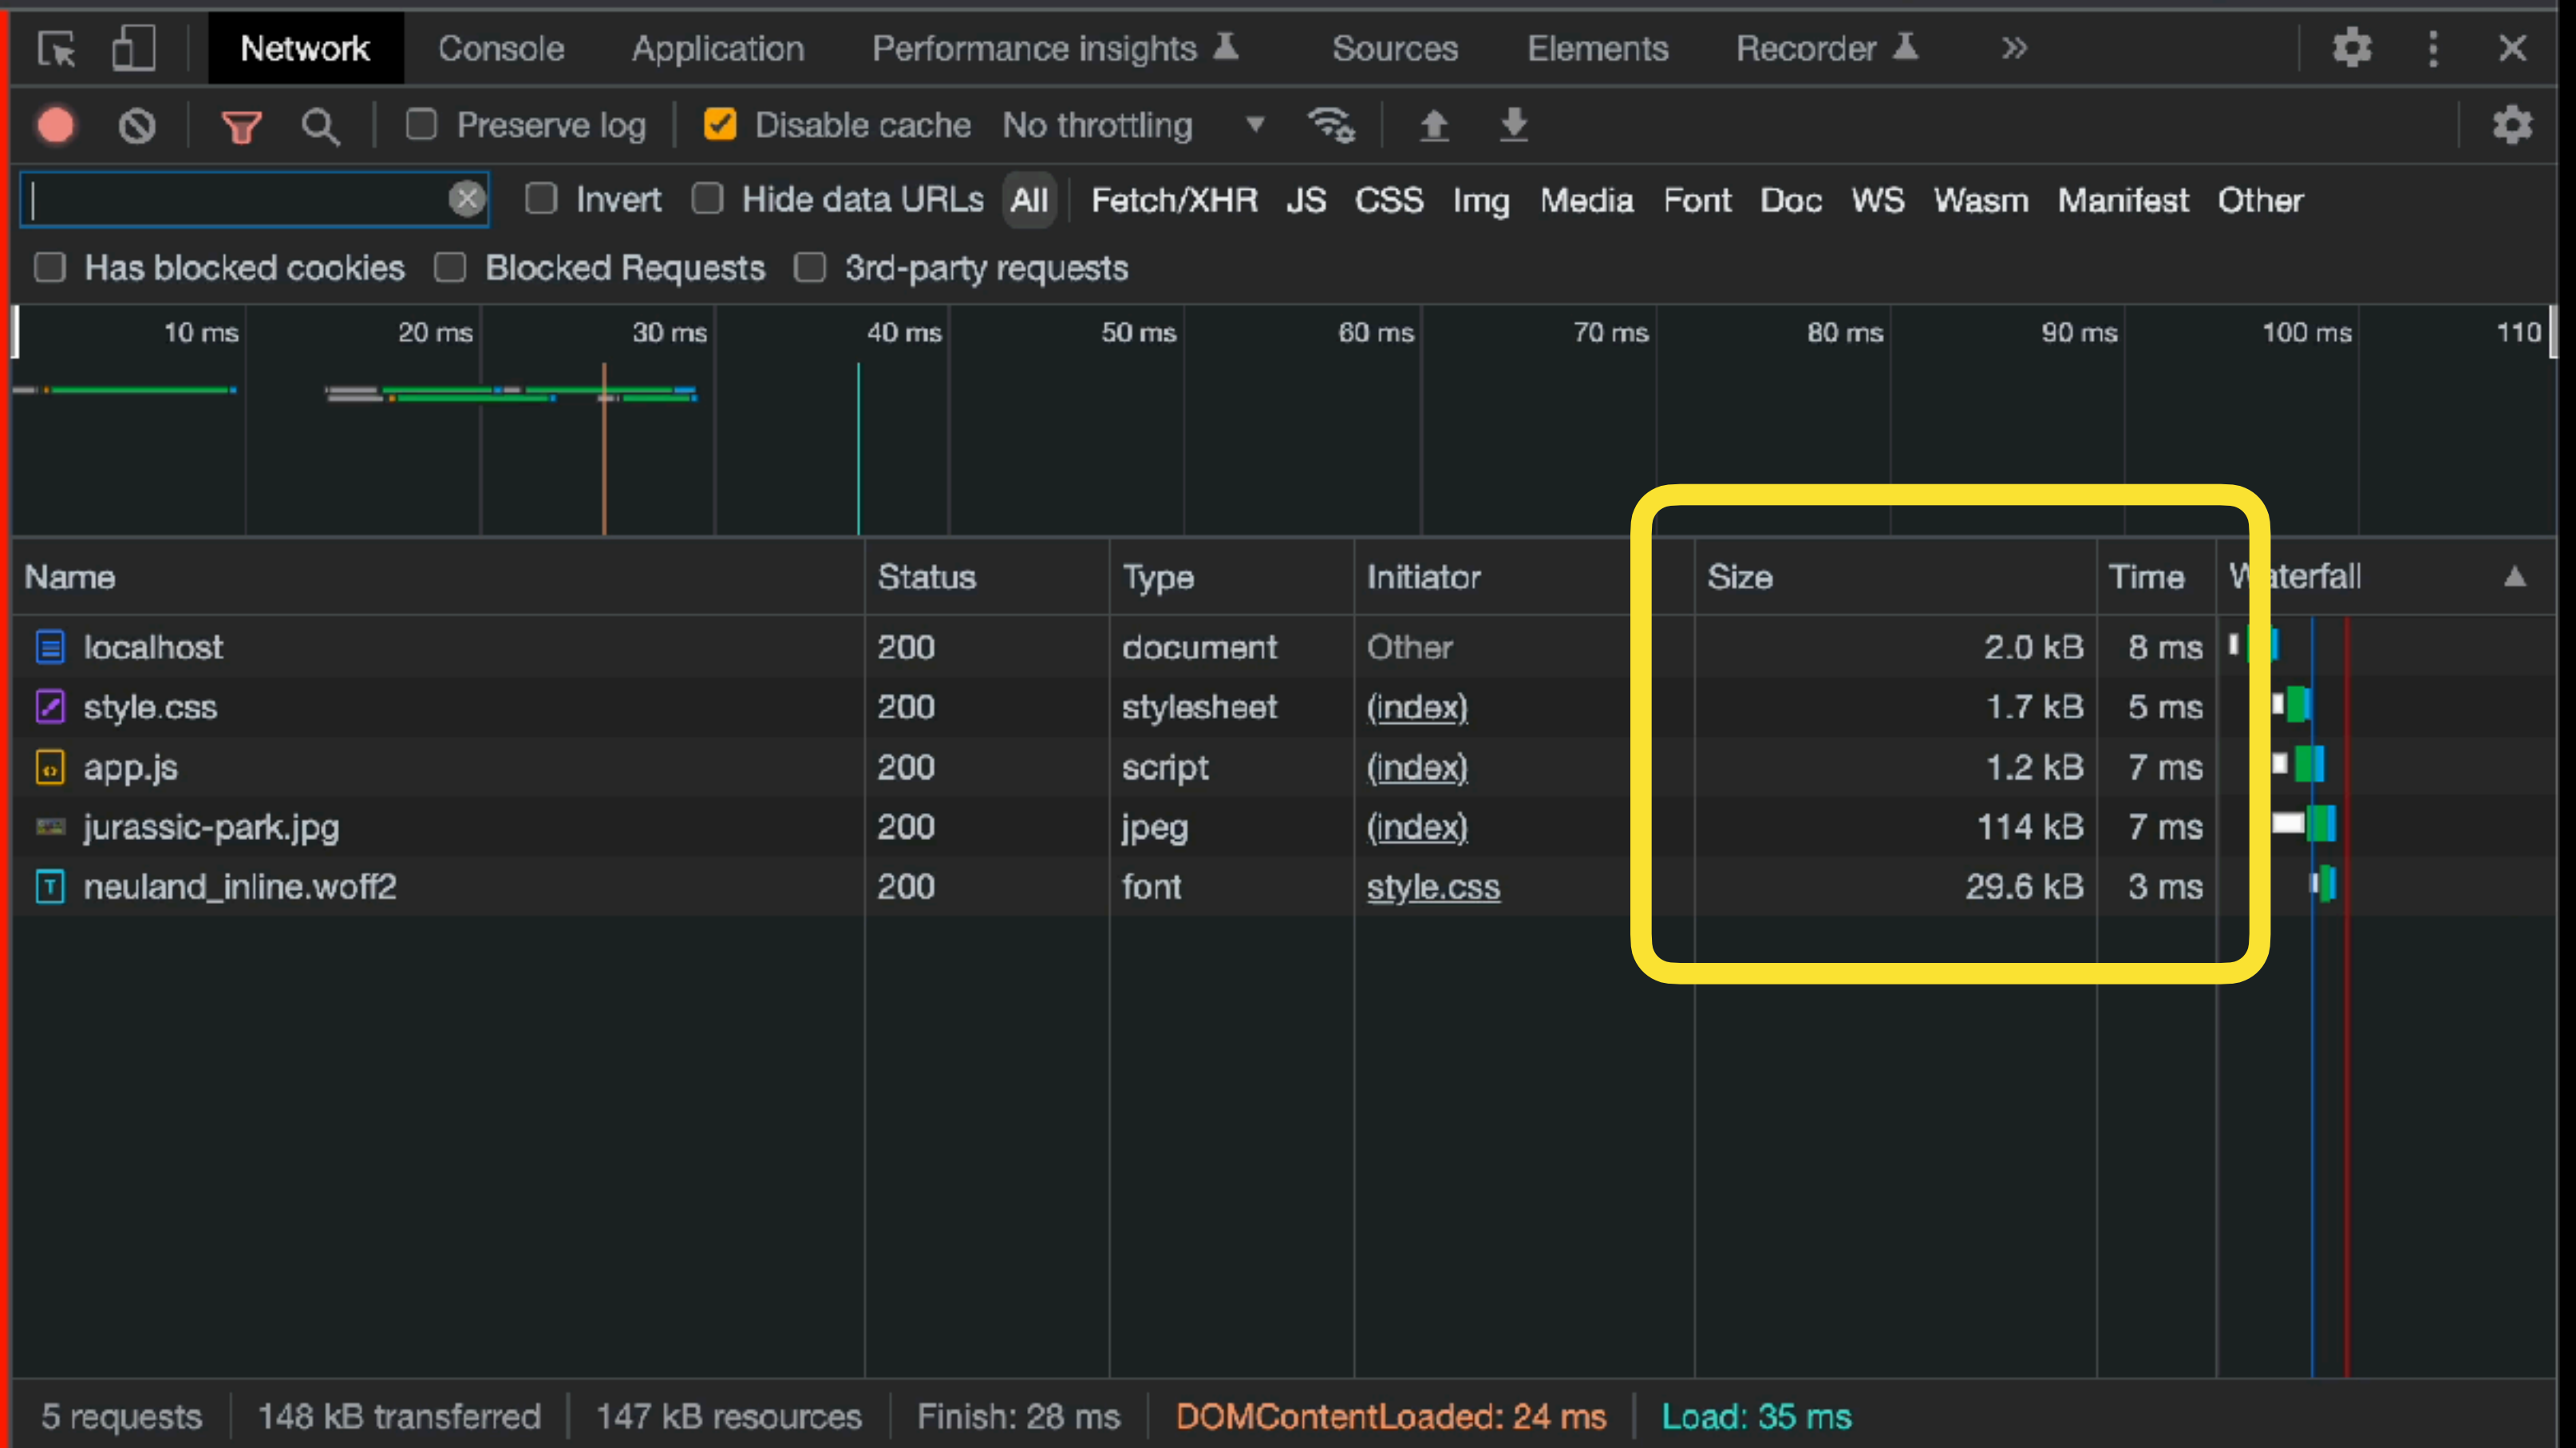 Network Console Application Performance insights Sources Elements Recorder »
Preserve log Disable cache No throttling
Invert Hide data URLs All Fetch/XHR JS CSS Img Media Font Doc WS Wasm Manifest Other
Has blocked cookies Blocked Requests 3rd-party requests
10 ms 20 ms 30 ms 40 ms 50 ms 60 ms 70 ms 80 ms 90 ms 100 ms 110
Name Status Type Initiator Size Time Waterfall
localhost 200 document Other 2.0 kB 8 ms
style.css 200 stylesheet (index) 1.7 kB 5 ms
app.js 200 script (index) 1.2 kB 7 ms
jurassic-park.jpg 200 jpeg (index) 114 kB 7 ms
neuland_inline.woff2 200 font style.css 29.6 kB 3 ms
5 requests 148 kB transferred 147 kB resources Finish: 28 ms DOMContentLoaded: 24 ms Load: 35 ms